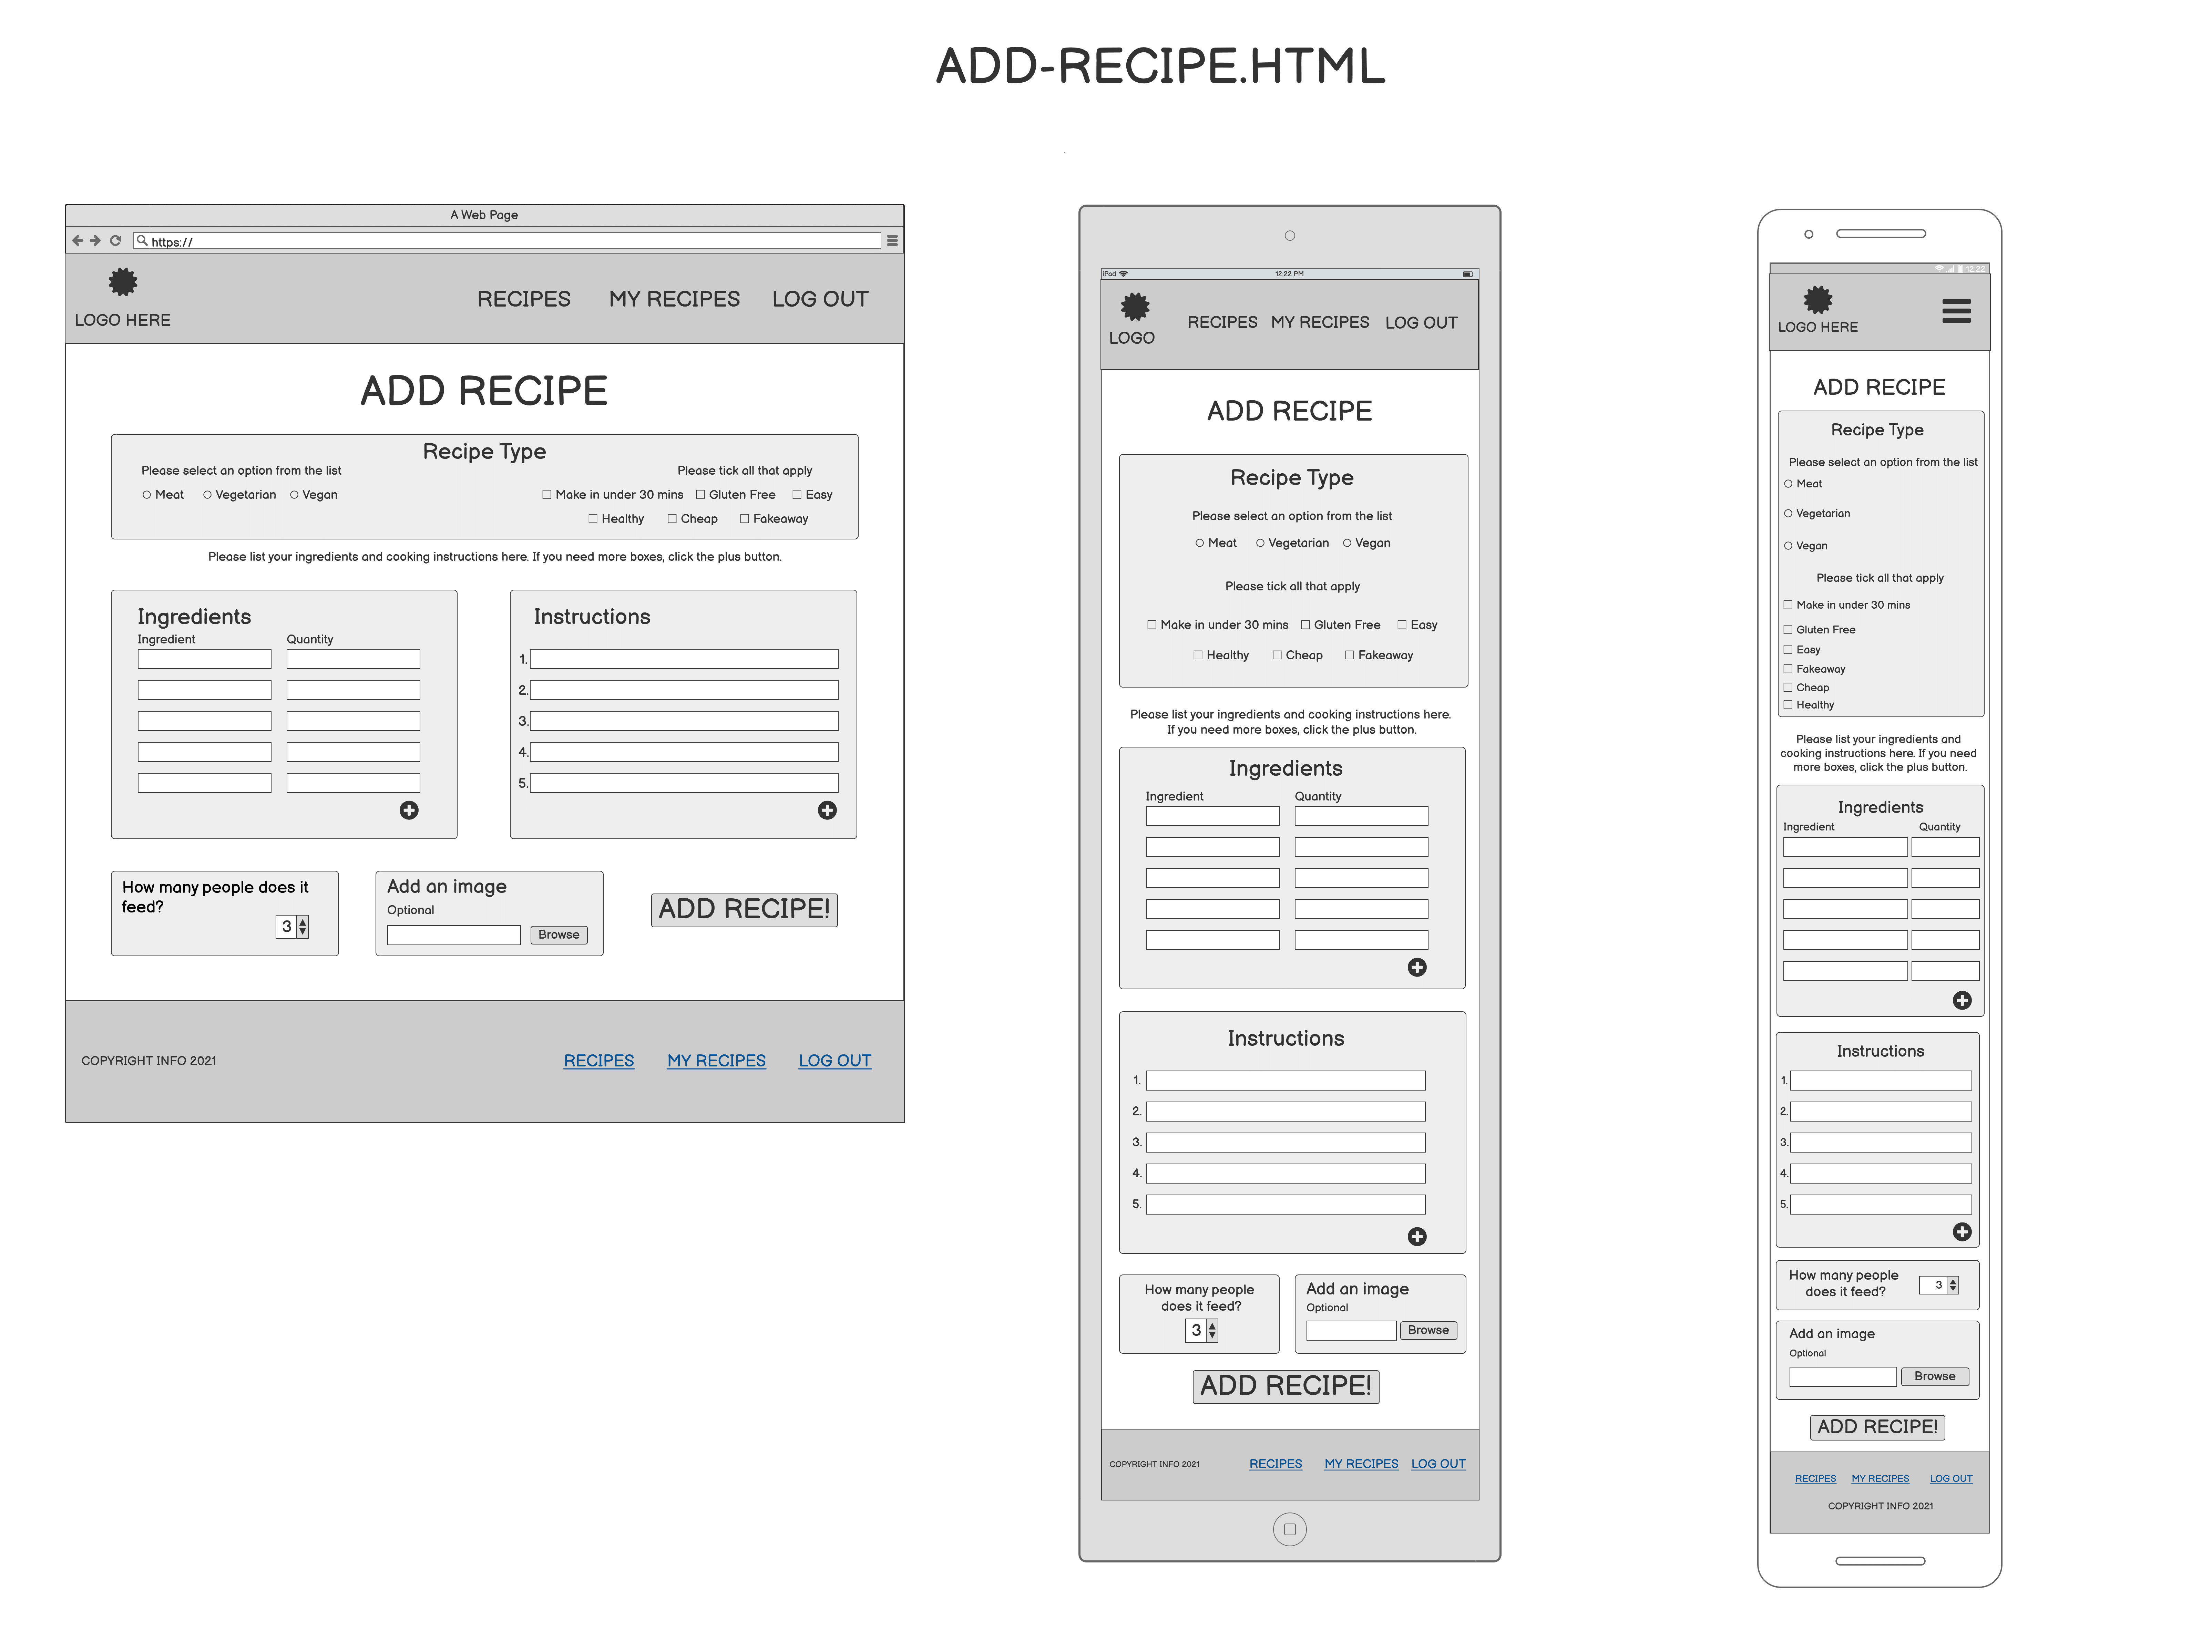 ADD-RECIPE.HTML
A Web Page
https://
LOGO HERE
RECIPES MY RECIPES LOG OUT
ADD RECIPE
Recipe Type
Please select an option from the list
Please tick all that apply
Meat Vegetarian Vegan
Make in under 30 mins Gluten Free Easy
Healthy Cheap Fakeaway
Please list your ingredients and cooking instructions here. If you need more boxes, click the plus button.
Ingredients
Ingredient Quantity
Instructions
1.
2.
3.
4.
5.
How many people does it
feed?
3
Add an image
Optional
Browse
ADD RECIPE!
COPYRIGHT INFO 2021
RECIPES MY RECIPES LOG OUT
iPad
12:22 PM
LOGO
RECIPES MY RECIPES LOG OUT
ADD RECIPE
Recipe Type
Please select an option from the list
Meat Vegetarian Vegan
Please tick all that apply
Make in under 30 mins Gluten Free Easy
Healthy Cheap Fakeaway
Please list your ingredients and cooking instructions here.
If you need more boxes, click the plus button.
Ingredients
Ingredient Quantity
Instructions
1.
2.
3.
4.
5.
How many people
does it feed?
3
Add an image
Optional
Browse
ADD RECIPE!
COPYRIGHT INFO 2021
RECIPES MY RECIPES LOG OUT
12:22
LOGO HERE
ADD RECIPE
Recipe Type
Please select an option from the list
Meat
Vegetarian
Vegan
Please tick all that apply
Make in under 30 mins
Gluten Free
Easy
Fakeaway
Cheap
Healthy
Please list your ingredients and
cooking instructions here. If you need
more boxes, click the plus button.
Ingredients
Ingredient Quantity
Instructions
1.
2.
3.
4.
5.
How many people
does it feed?
3
Add an image
Optional
Browse
ADD RECIPE!
RECIPES MY RECIPES LOG OUT
COPYRIGHT INFO 2021